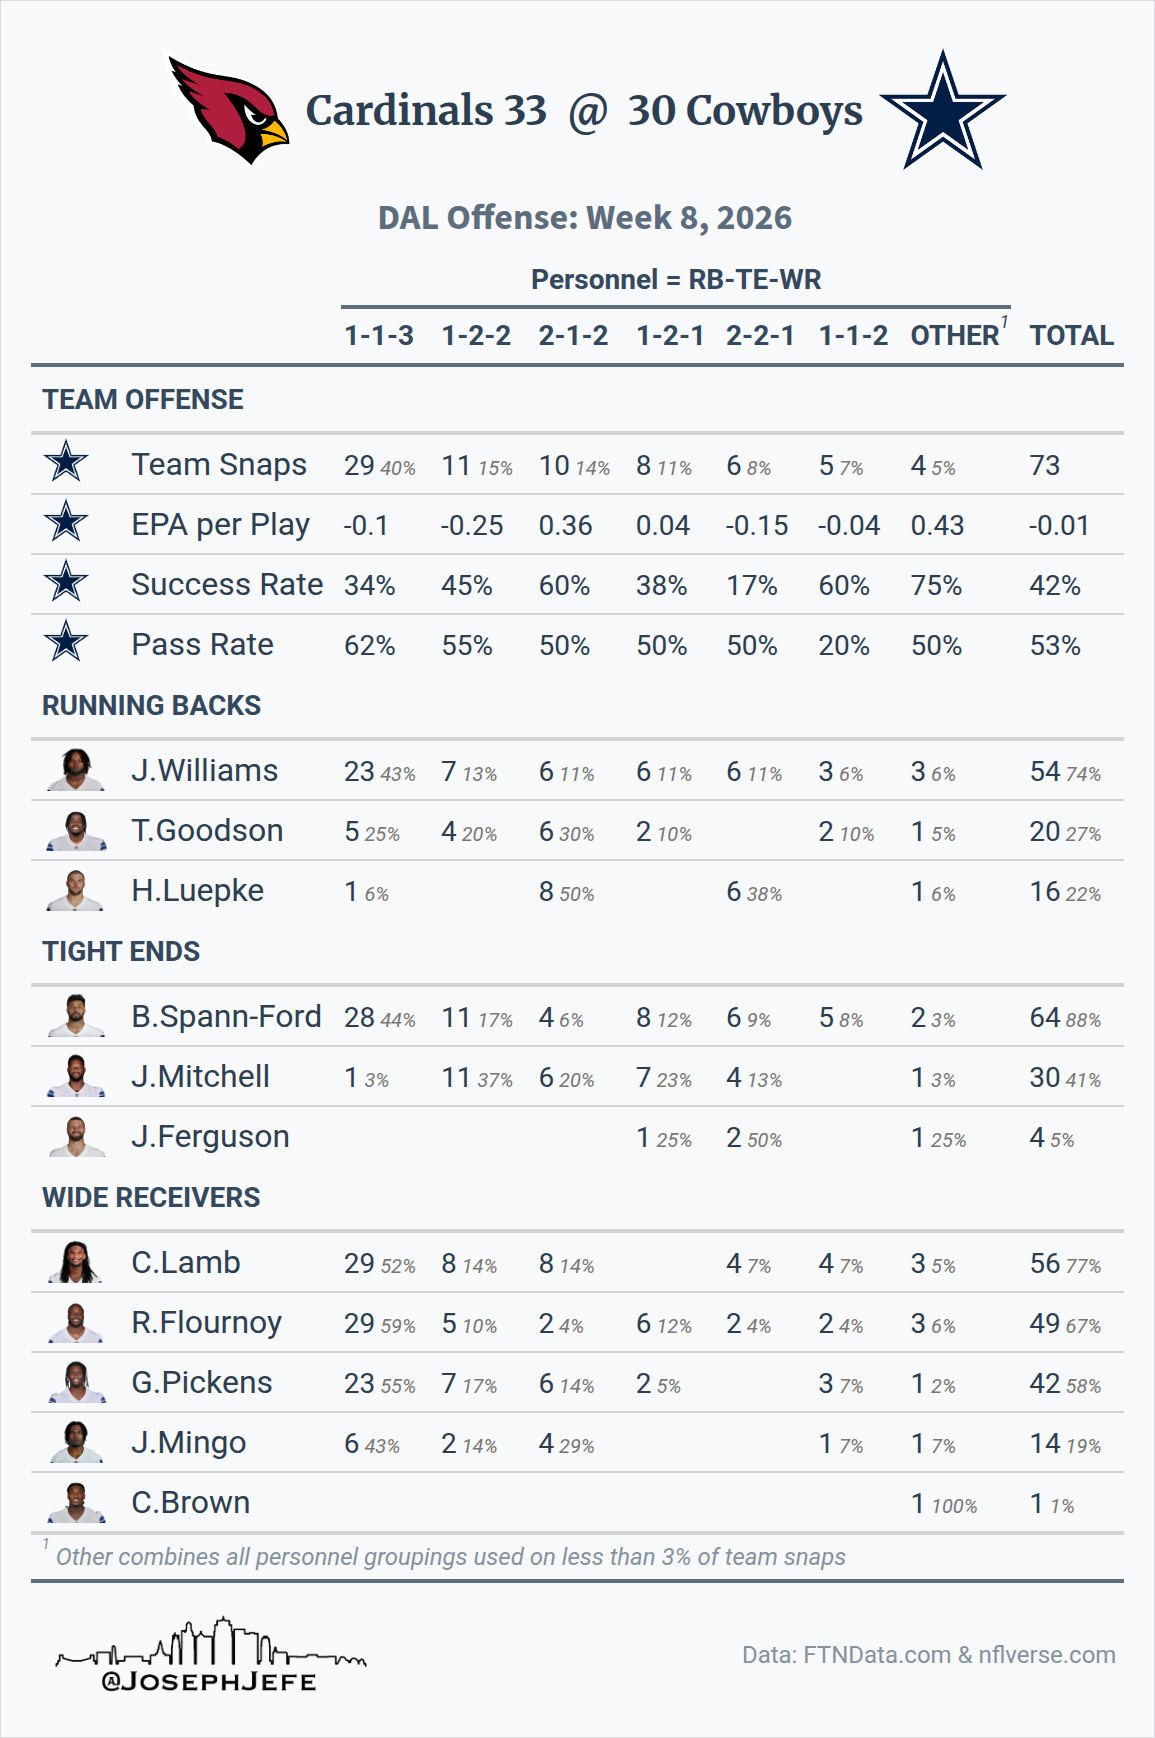 Cardinals 33 @ 30 Cowboys
DAL Offense: Week 8, 2026
Personnel = RB-TE-WR
1-1-3 1-2-2 2-1-2 1-2-1 2-2-1 1-1-2 OTHER1 TOTAL
TEAM OFFENSE
Team Snaps 29 40% 11 15% 10 14% 8 11% 6 8% 5 7% 4 5% 73
EPA per Play -0.1 -0.25 0.36 0.04 -0.15 -0.04 0.43 -0.01
Success Rate 34% 45% 60% 38% 17% 60% 75% 42%
Pass Rate 62% 55% 50% 50% 50% 20% 50% 53%
RUNNING BACKS
J.Williams 23 43% 7 13% 6 11% 6 11% 6 11% 3 6% 3 6% 54 74%
T.Goodson 5 25% 4 20% 6 30% 2 10% 2 10% 1 5% 20 27%
H.Luepke 1 6% 8 50% 6 38% 1 6% 16 22%
TIGHT ENDS
B.Spann-Ford 28 44% 11 17% 4 6% 8 12% 6 9% 5 8% 2 3% 64 88%
J.Mitchell 1 3% 11 37% 6 20% 7 23% 4 13% 1 3% 30 41%
J.Ferguson 1 25% 2 50% 1 25% 4 5%
WIDE RECEIVERS
C.Lamb 29 52% 8 14% 8 14% 4 7% 4 7% 3 5% 56 77%
R.Flournoy 29 59% 5 10% 2 4% 6 12% 2 4% 2 4% 3 6% 49 67%
G.Pickens 23 55% 7 17% 6 14% 2 5% 3 7% 1 2% 42 58%
J.Mingo 6 43% 2 14% 4 29% 1 7% 1 7% 14 19%
C.Brown 1 100% 1 1%
1 Other combines all personnel groupings used on less than 3% of team snaps
@JosephJefe
Data: FTNData.com & nflverse.com